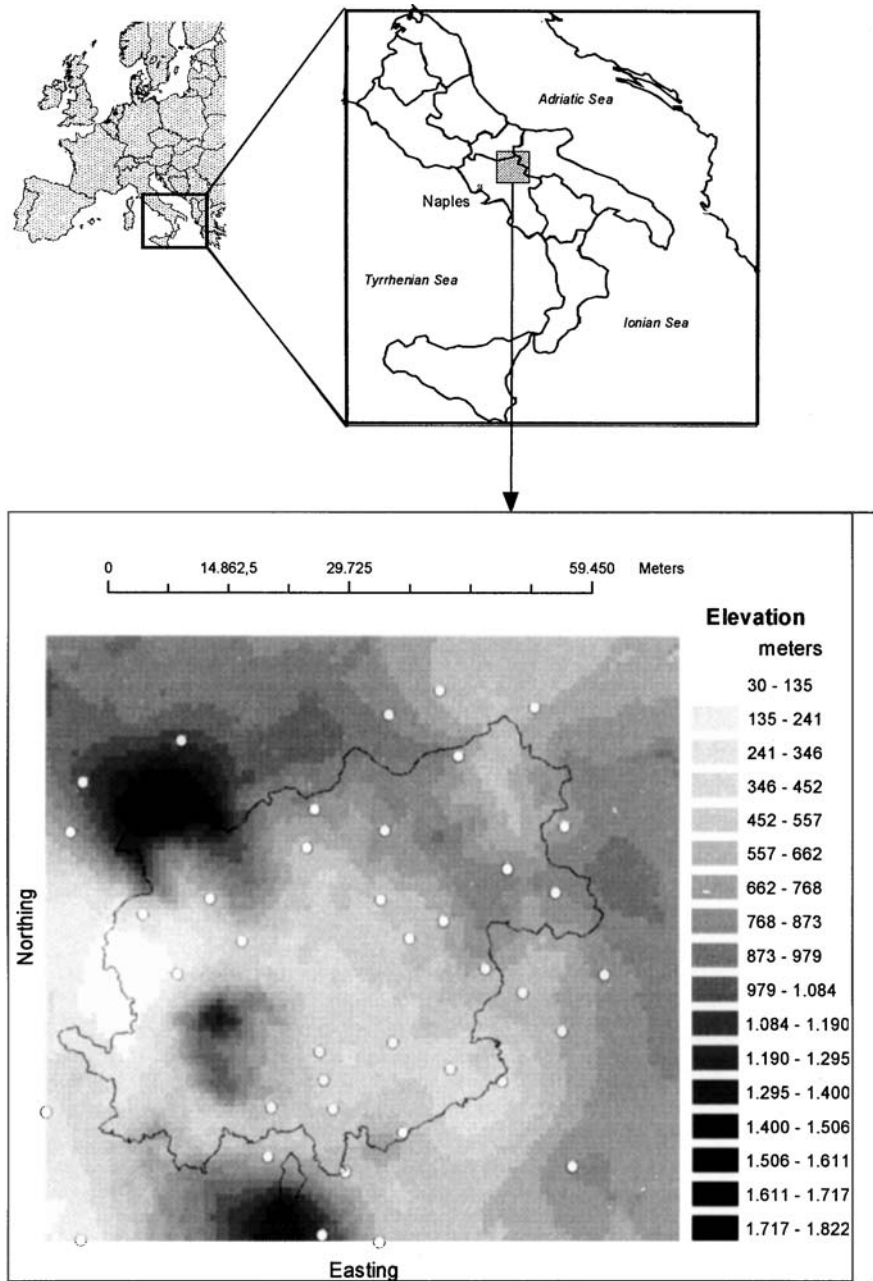 Adriatic Sea
Naples
Tyrrhenian Sea
Ionian Sea
0 14.862,5 29.725 59.450 Meters
Elevation
meters
30 - 135
135 - 241
241 - 346
346 - 452
452 - 557
557 - 662
662 - 768
768 - 873
873 - 979
979 - 1.084
1.084 - 1.190
1.190 - 1.295
1.295 - 1.400
1.400 - 1.506
1.506 - 1.611
1.611 - 1.717
1.717 - 1.822
Northing
Easting